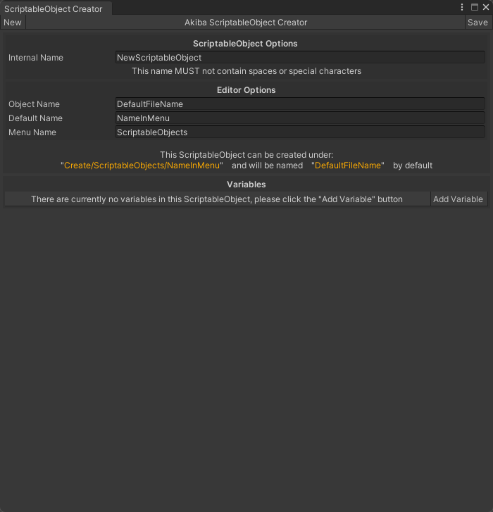 ScriptableObject Creator
New Akiba ScriptableObject Creator Save
ScriptableObject Options
Internal Name NewScriptableObject
This name MUST not contain spaces or special characters
Editor Options
Object Name DefaultFileName
Default Name NameInMenu
Menu Name ScriptableObjects
This ScriptableObject can be created under:
"Create/ScriptableObjects/NameInMenu" and will be named "DefaultFileName" by default
Variables
There are currently no variables in this ScriptableObject, please click the "Add Variable" button Add Variable